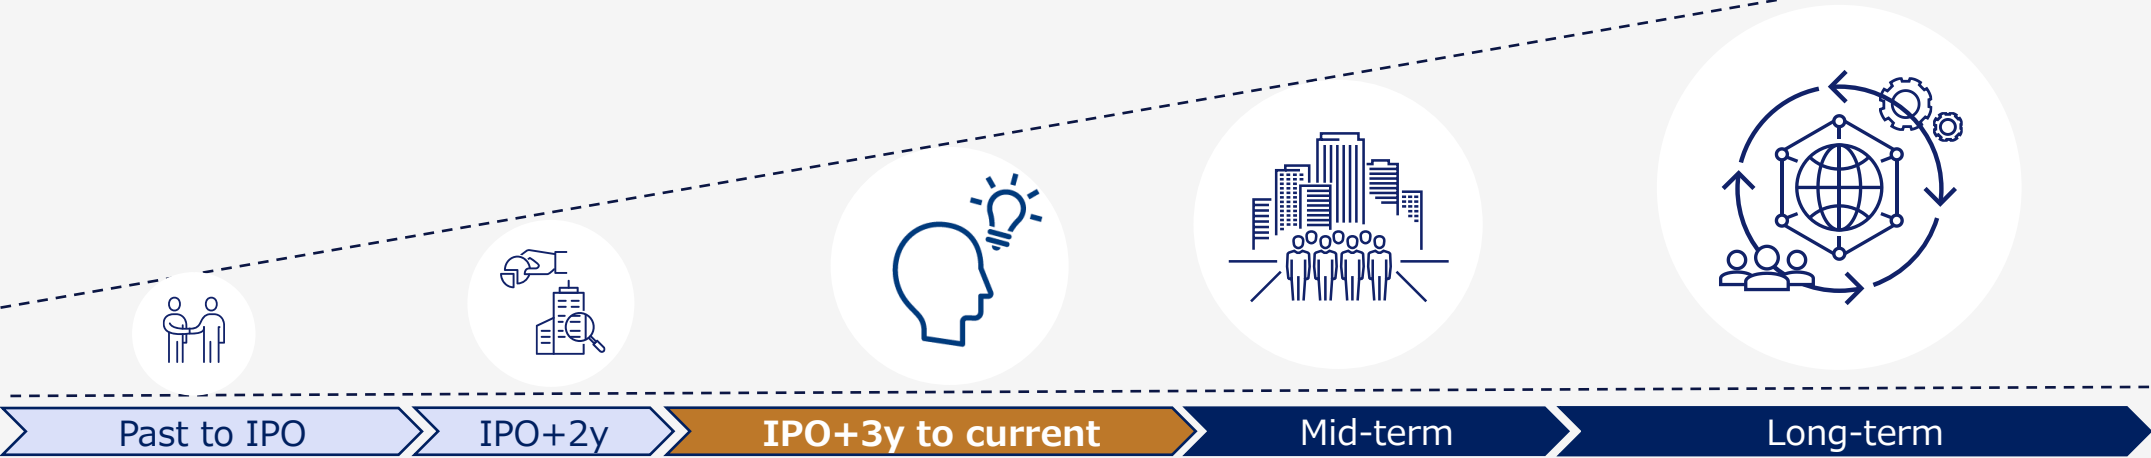 Past to IPO
IPO+2y
IPO+3y to current
Mid-term
Long-term